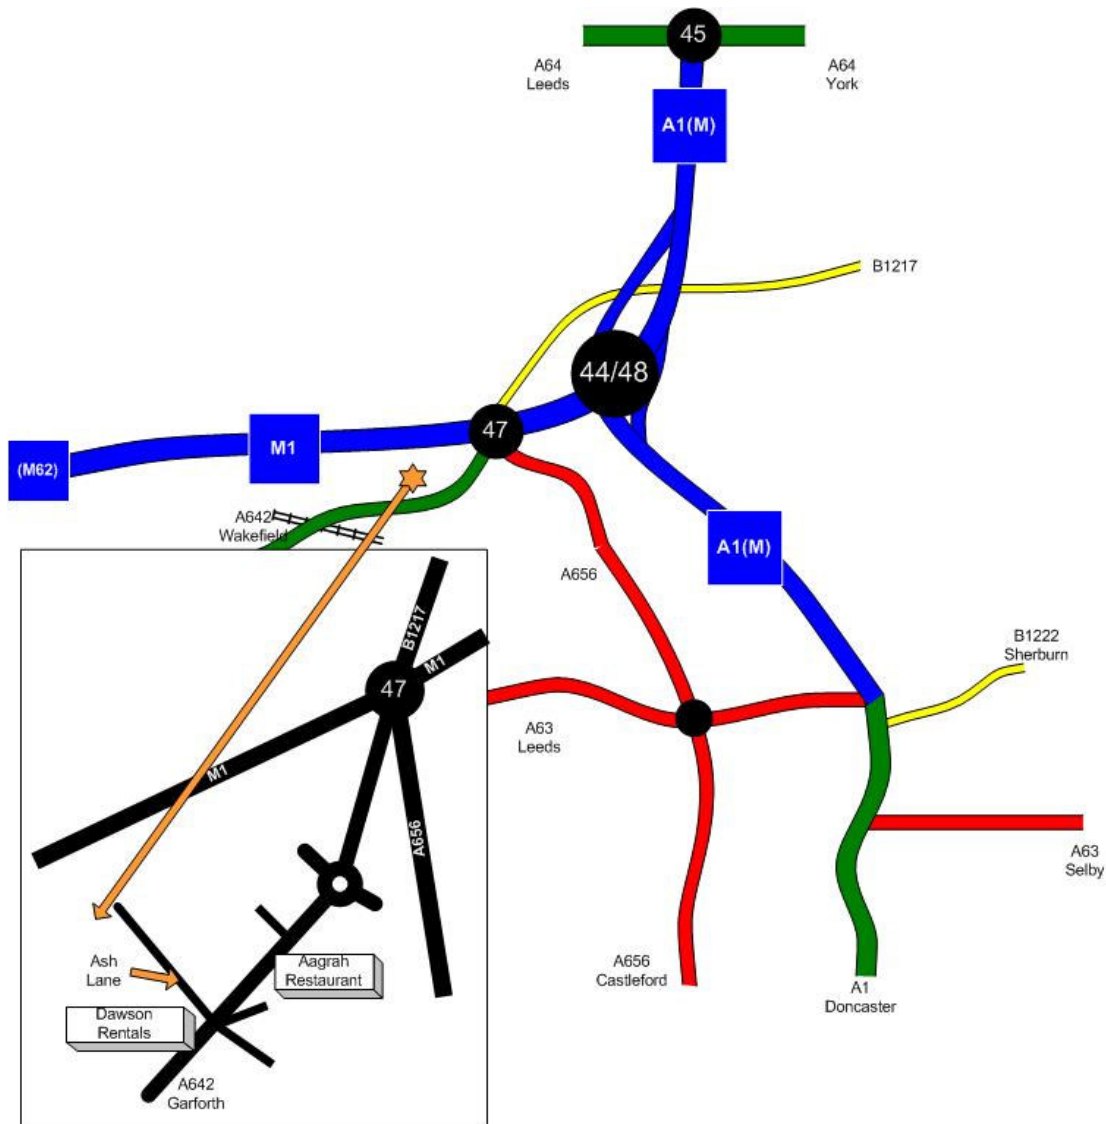 45
A64
Leeds
A64
York
A1(M)
B1217
44/48
47
M1
(M62)
A642
Wakefield
A1(M)
A656
B1222
Sherburn
A63
Leeds
A63
Selby
A656
Castleford
A1
Doncaster
B1217
M1
47
M1
A656
Ash
Lane
Aagrah
Restaurant
Dawson
Rentals
A642
Garforth